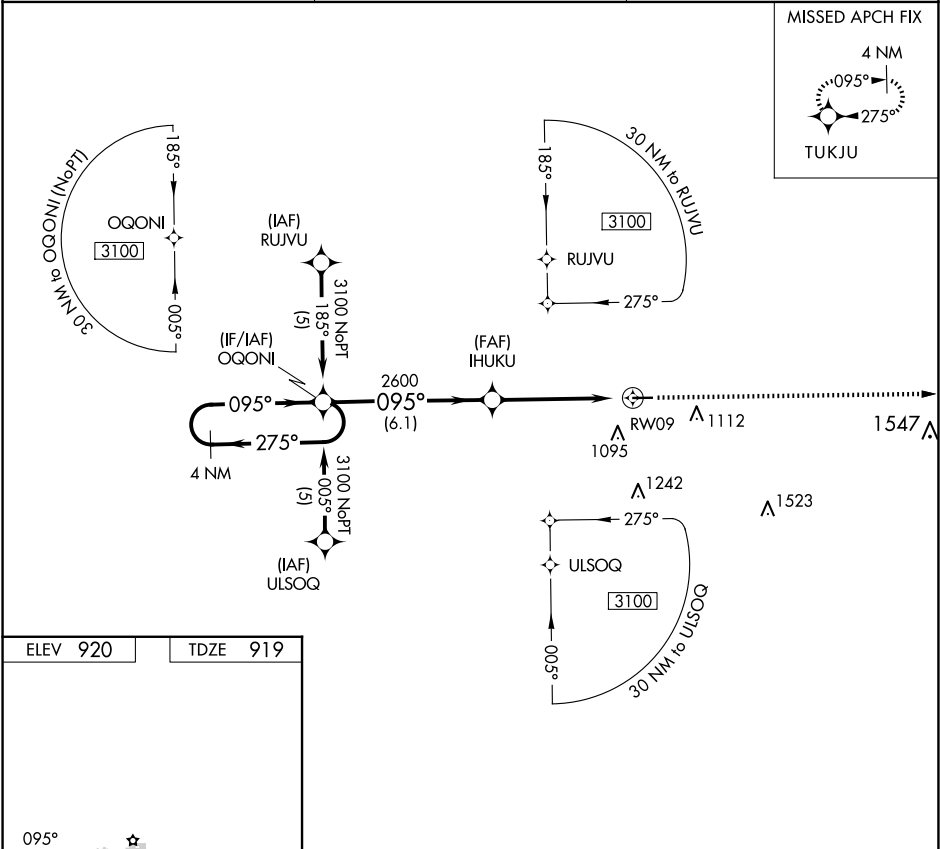 MISSED APCH FIX
4 NM
095°
275°
TUKJU
30 NM to OQONI (NoPT)
185°
OQONI
3100
005°
(IAF)
RUJVU
3100 NoPT
185°
(5)
30 NM to RUJVU
185°
3100
RUJVU
275°
(IF/IAF)
OQONI
(FAF)
IHUKU
095°
2600
095°
(6.1)
275°
4 NM
RW09
1112
1095
1547
1242
1523
3100 NoPT
005°
(5)
(IAF)
ULSOQ
275°
ULSOQ
3100
005°
30 NM to ULSOQ
ELEV 920
TDZE 919
095°